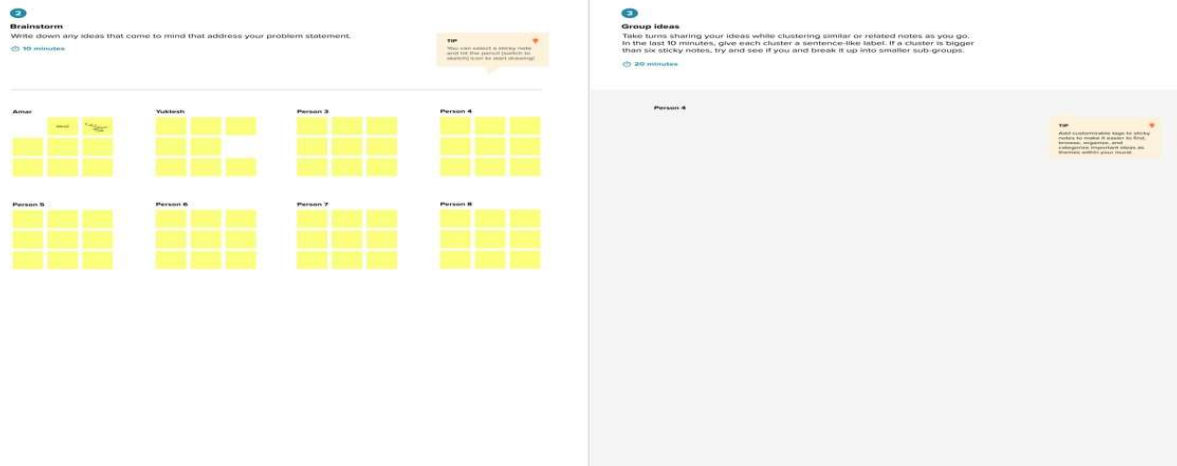 2
Brainstorm
Write down any ideas that come to mind that address your problem statement.
10 minutes
TIP
You can select a sticky note
and hit the pencil [switch to
sketch] icon to start drawing!
Amar
Yuktesh
Person 3
Person 4
Person 5
Person 6
Person 7
Person 8
3
Group ideas
Take turns sharing your ideas while clustering similar or related notes as you go.
In the last 10 minutes, give each cluster a sentence-like label. If a cluster is bigger
than six sticky notes, try and see if you and break it up into smaller sub-groups.
20 minutes
Person 4
TIP
Add customizable tags to sticky
notes to make it easier to find,
browse, organize, and
categorize important ideas as
themes within your mural.